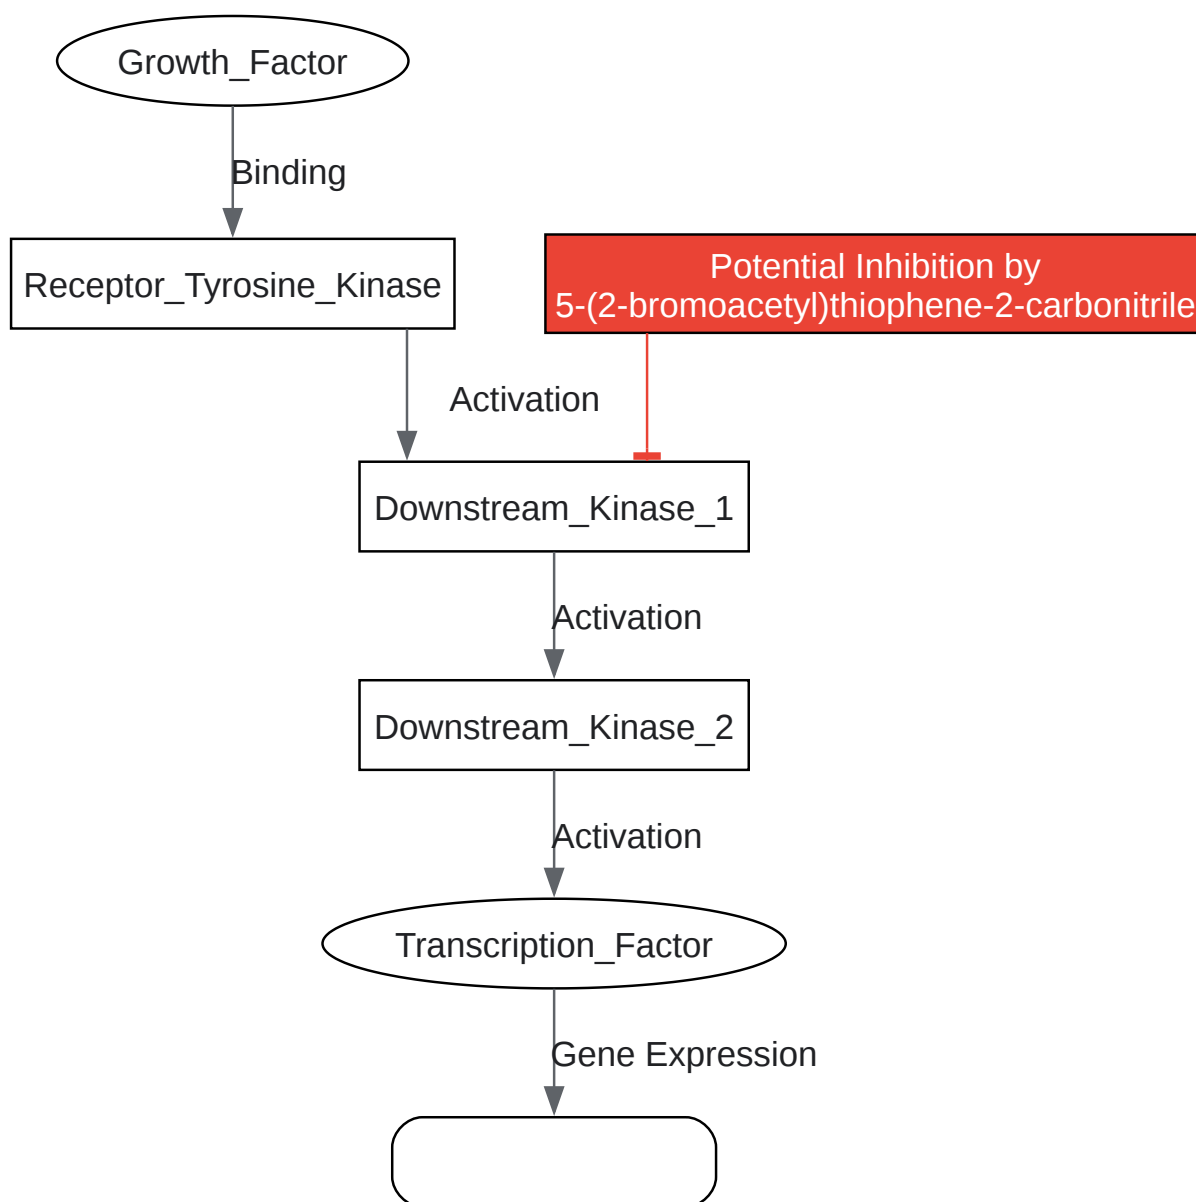 Growth_Factor
Binding
Receptor_Tyrosine_Kinase
Potential Inhibition by
5-(2-bromoacetyl)thiophene-2-carbonitrile
Activation
Downstream_Kinase_1
Activation
Downstream_Kinase_2
Activation
Transcription_Factor
Gene Expression